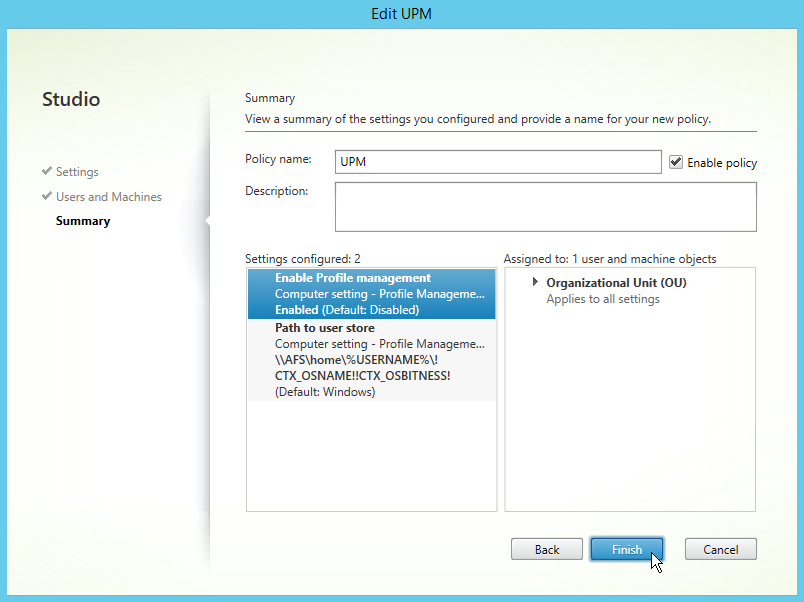 Edit UPM
Studio
Settings
Users and Machines
Summary
Summary
View a summary of the settings you configured and provide a name for your new policy.
Policy name:
UPM
Enable policy
Description:
Settings configured: 2
Enable Profile management
Computer setting - Profile Manageme...
Enabled (Default: Disabled)
Path to user store
Computer setting - Profile Manageme...
\\AFS\home\%USERNAME%\!
CTX_OSNAME!!CTX_OSBITNESS!
(Default: Windows)
Assigned to: 1 user and machine objects
Organizational Unit (OU)
Applies to all settings
Back
Finish
Cancel